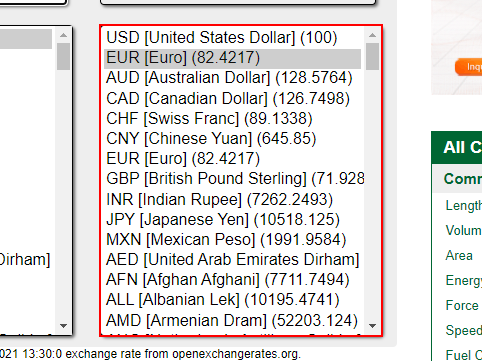 USD [United States Dollar] (100)
EUR [Euro] (82.4217)
AUD [Australian Dollar] (128.5764)
CAD [Canadian Dollar] (126.7498)
CHF [Swiss Franc] (89.1338)
CNY [Chinese Yuan] (645.85)
EUR [Euro] (82.4217)
GBP [British Pound Sterling] (71.928
INR [Indian Rupee] (7262.2493)
JPY [Japanese Yen] (10518.125)
MXN [Mexican Peso] (1991.9584)
AED [United Arab Emirates Dirham]
AFN [Afghan Afghani] (7711.7494)
ALL [Albanian Lek] (10195.4741)
AMD [Armenian Dram] (52203.124)
Dirham]
021 13:30:0 exchange rate from openexchangerates.org.
Inq
All C
Comm
Length
Volum
Area
Energy
Force
Speed
Fuel C